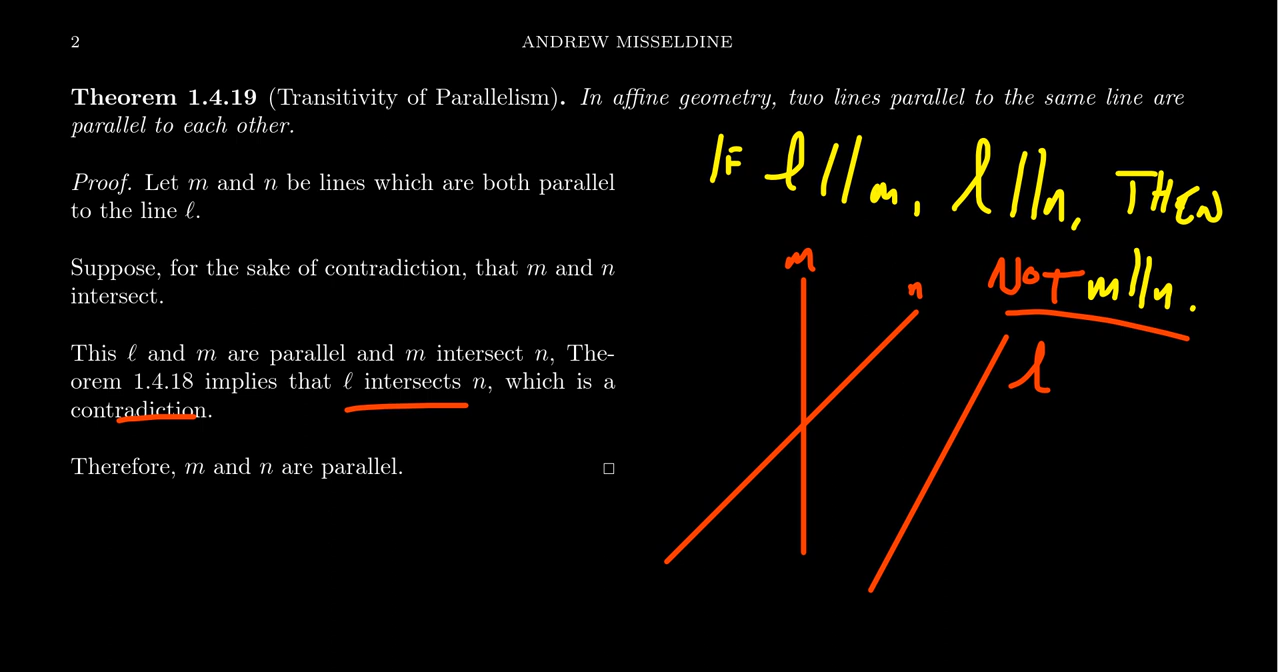 2 ANDREW MISSELDINE
Theorem 1.4.19 (Transitivity of Parallelism). In affine geometry, two lines parallel to the same line are
parallel to each other.
IF ℓ // m, ℓ // n, THEN
NOT m // n.
Proof. Let m and n be lines which are both parallel
to the line ℓ.
Suppose, for the sake of contradiction, that m and n
intersect.
This ℓ and m are parallel and m intersect n, The-
orem 1.4.18 implies that ℓ intersects n, which is a
contradiction.
Therefore, m and n are parallel. □
m
n
ℓ